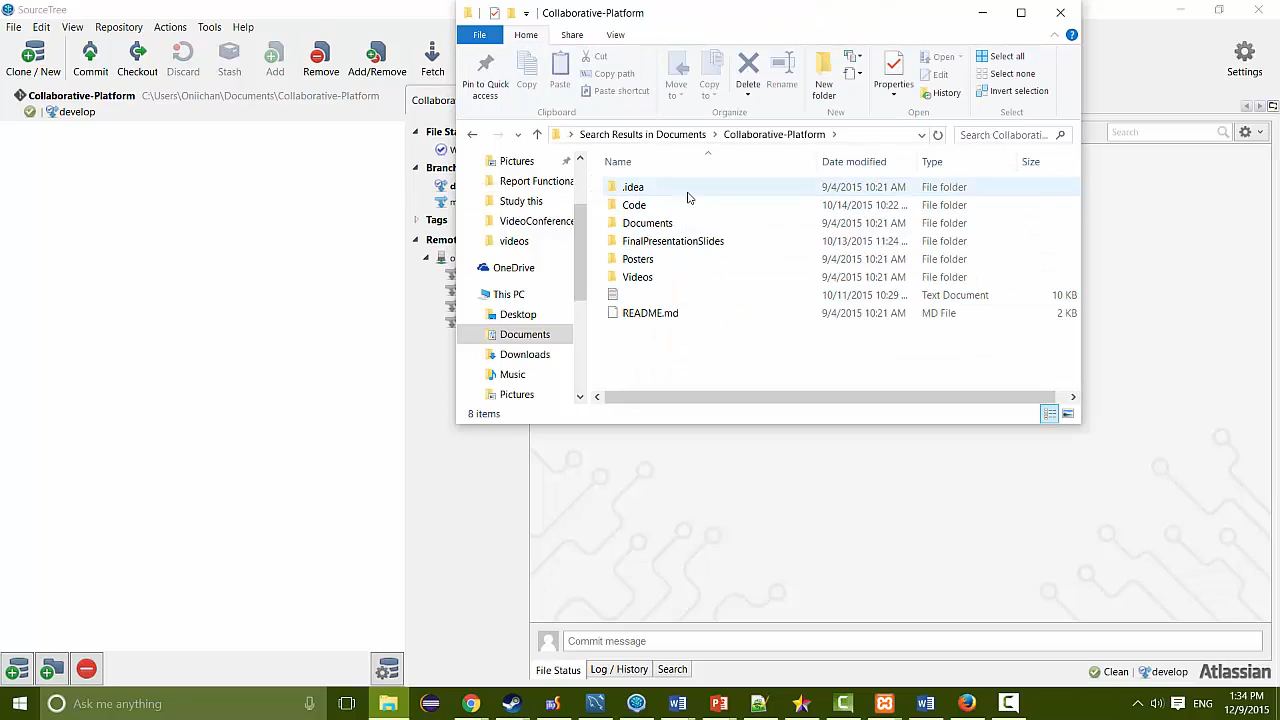 SourceTree
File Edit View Repository Actions Tools Help
Clone / New Commit Checkout Remove Add/Remove Fetch Settings
Collaborative-Platform C:\Users\Oniichan\Documents\Collaborative-Platform
develop
Collaborative-Platform
File Home Share View
Pin to Quick access Copy Paste Cut Copy path Paste shortcut
Move to Copy to Delete Rename New folder
Properties Open Edit History
Select all Select none Invert selection
Clipboard Organize New Open Select
Search Results in Documents Collaborative-Platform
Search Collaborati...
Search
Name Date modified Type Size
.idea 9/4/2015 10:21 AM File folder
Code 10/14/2015 10:22 ... File folder
Documents 9/4/2015 10:21 AM File folder
FinalPresentationSlides 10/13/2015 11:24 ... File folder
Posters 9/4/2015 10:21 AM File folder
Videos 9/4/2015 10:21 AM File folder
10/11/2015 10:29 ... Text Document 10 KB
README.md 9/4/2015 10:21 AM MD File 2 KB
Pictures
Report Functiona
Study this
VideoConference
videos
OneDrive
This PC
Desktop
Documents
Downloads
Music
Pictures
8 items
Collabora
File Sta
W
Branch
d
m
Tags
Remot
o
Commit message
File Status Log / History Search
Clean develop Atlassian
Ask me anything
ENG
1:34 PM
12/9/2015